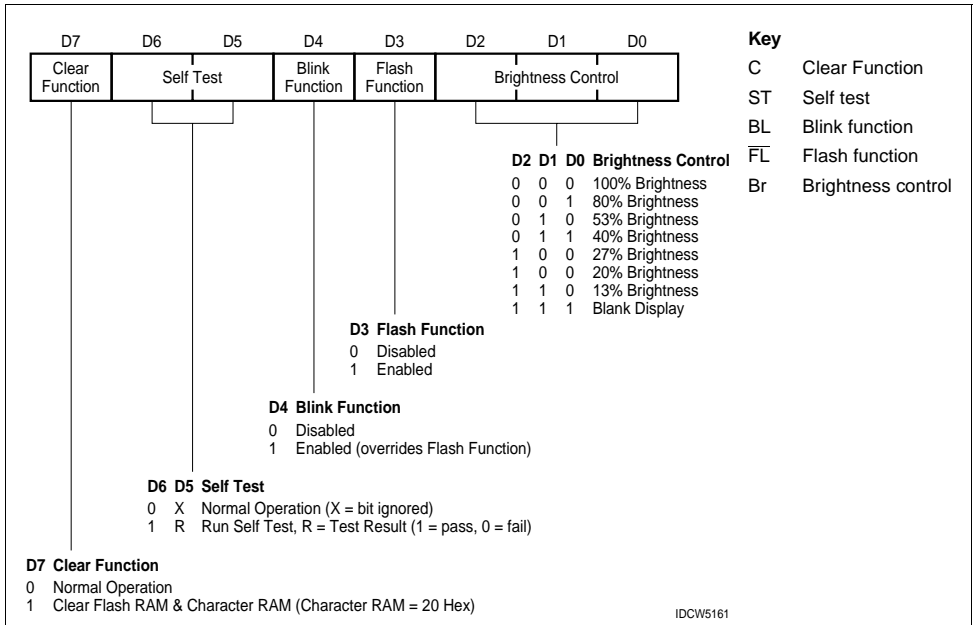 D7 D6 D5 D4 D3 D2 D1 D0
Clear Function
Self Test
Blink Function
Flash Function
Brightness Control
Key
C Clear Function
ST Self test
BL Blink function
F̅L̅ Flash function
Br Brightness control
D2 D1 D0 Brightness Control
0 0 0 100% Brightness
0 0 1 80% Brightness
0 1 0 53% Brightness
0 1 1 40% Brightness
1 0 0 27% Brightness
1 0 0 20% Brightness
1 1 0 13% Brightness
1 1 1 Blank Display
D3 Flash Function
0 Disabled
1 Enabled
D4 Blink Function
0 Disabled
1 Enabled (overrides Flash Function)
D6 D5 Self Test
0 X Normal Operation (X = bit ignored)
1 R Run Self Test, R = Test Result (1 = pass, 0 = fail)
D7 Clear Function
0 Normal Operation
1 Clear Flash RAM & Character RAM (Character RAM = 20 Hex)
IDCW5161